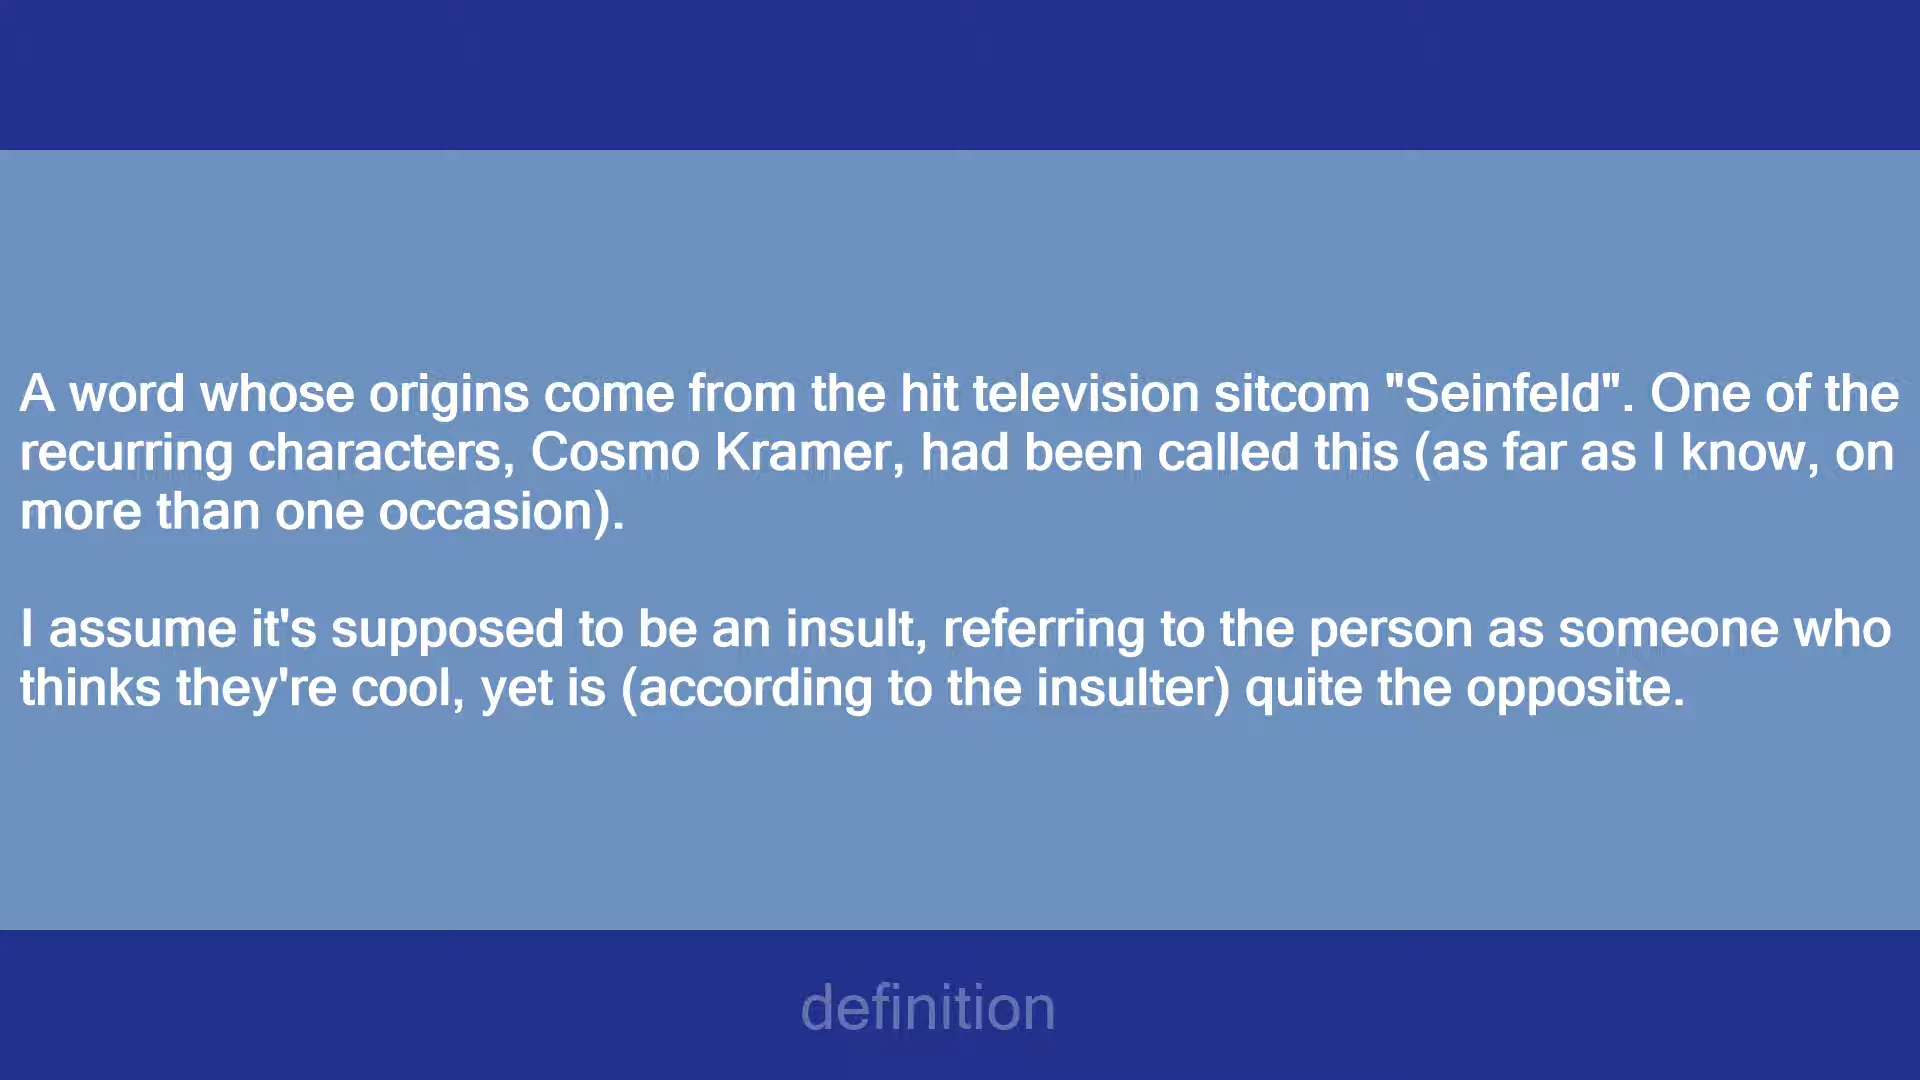 A word whose origins come from the hit television sitcom "Seinfeld". One of the
recurring characters, Cosmo Kramer, had been called this (as far as I know, on
more than one occasion).
I assume it's supposed to be an insult, referring to the person as someone who
thinks they're cool, yet is (according to the insulter) quite the opposite.
definition